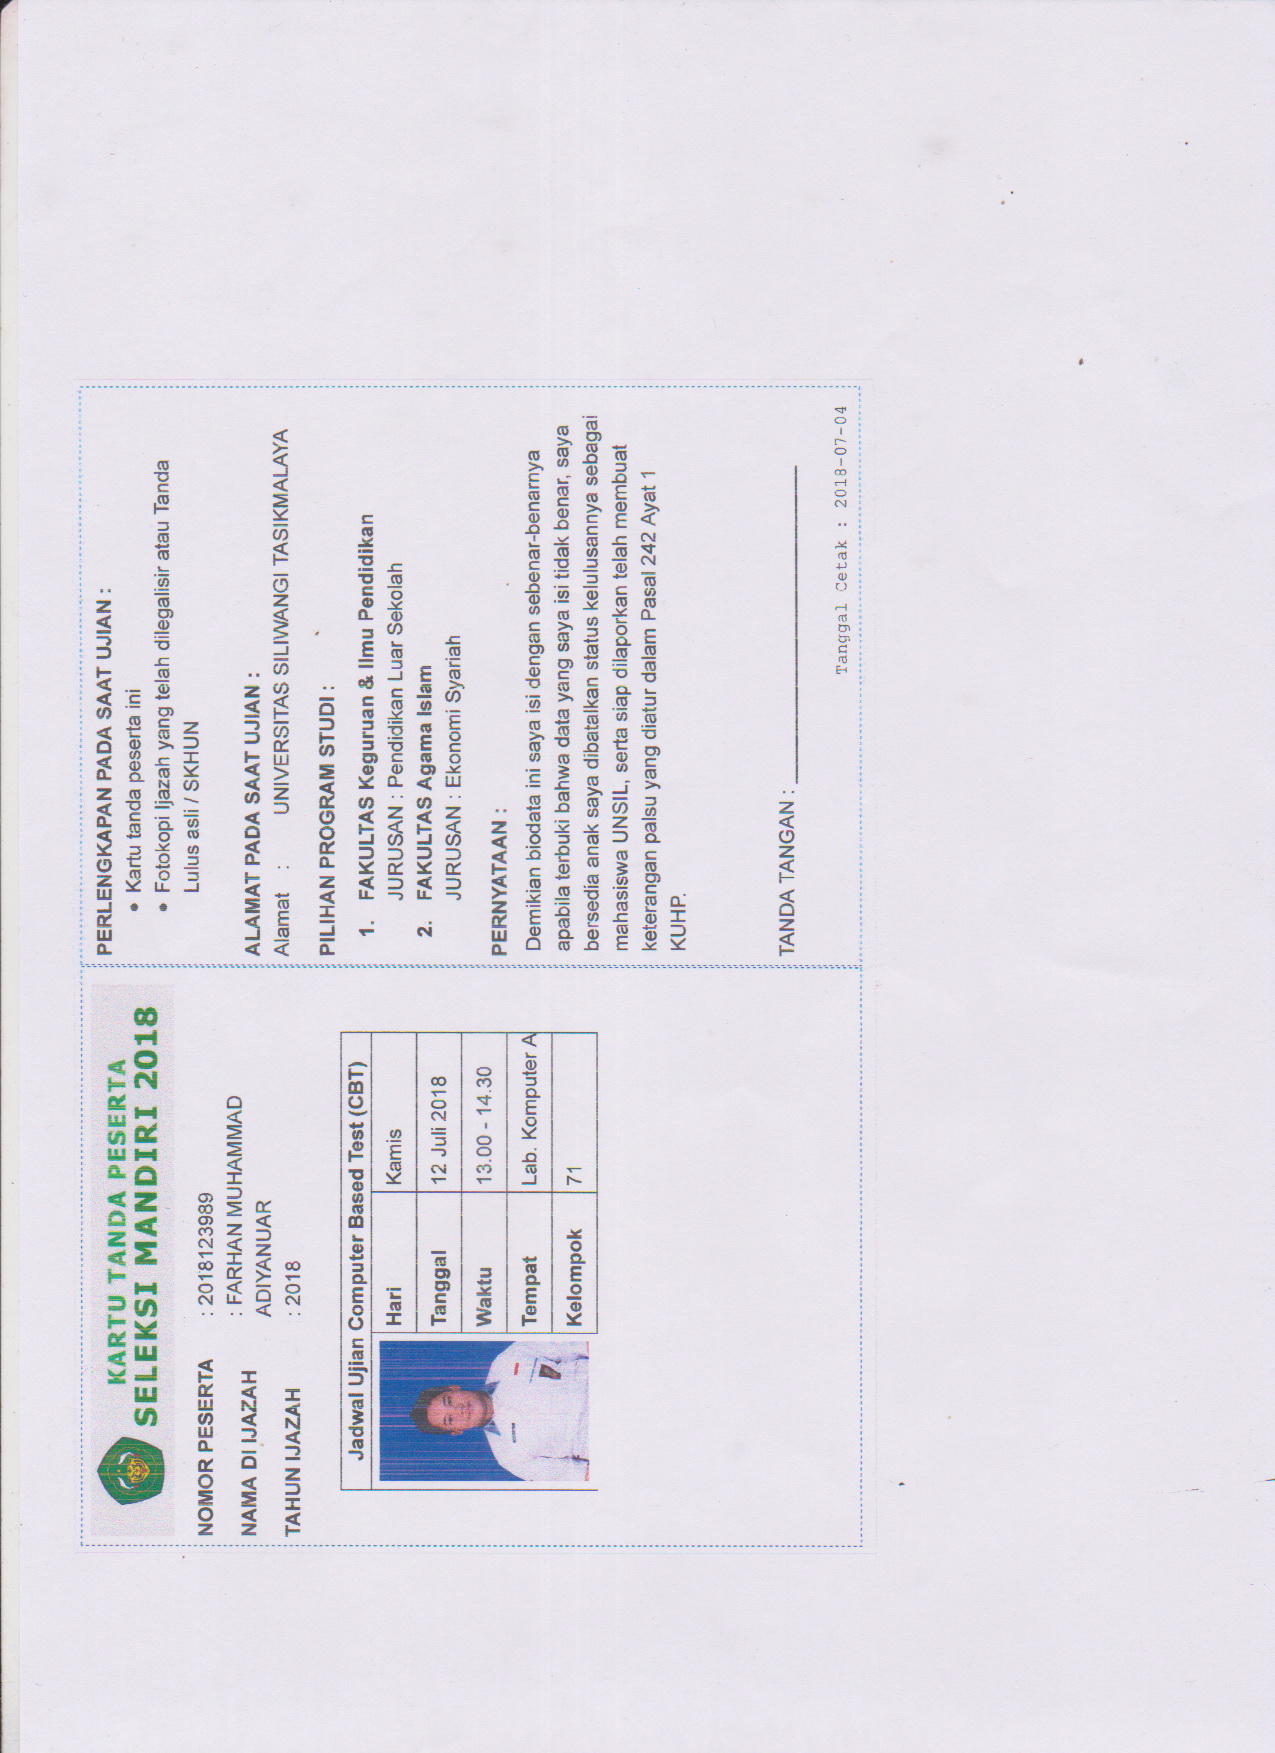 KARTU TANDA PESERTA
SELEKSI MANDIRI 2018
NOMOR PESERTA : 2018123989
NAMA DI IJAZAH : FARHAN MUHAMMAD
ADIYANUAR
TAHUN IJAZAH : 2018
Jadwal Ujian Computer Based Test (CBT)
Hari Kamis
Tanggal 12 Juli 2018
Waktu 13.00 - 14.30
Tempat Lab. Komputer A
Kelompok 71
PERLENGKAPAN PADA SAAT UJIAN :
• Kartu tanda peserta ini
• Fotokopi Ijazah yang telah dilegalisir atau Tanda
Lulus asli / SKHUN
ALAMAT PADA SAAT UJIAN :
Alamat : UNIVERSITAS SILIWANGI TASIKMALAYA
PILIHAN PROGRAM STUDI :
1. FAKULTAS Keguruan & Ilmu Pendidikan
JURUSAN : Pendidikan Luar Sekolah
2. FAKULTAS Agama Islam
JURUSAN : Ekonomi Syariah
PERNYATAAN :
Demikian biodata ini saya isi dengan sebenar-benarnya
apabila terbuki bahwa data yang saya isi tidak benar, saya
bersedia anak saya dibatalkan status kelulusannya sebagai
mahasiswa UNSIL, serta siap dilaporkan telah membuat
keterangan palsu yang diatur dalam Pasal 242 Ayat 1
KUHP.
TANDA TANGAN :
Tanggal Cetak : 2018-07-04